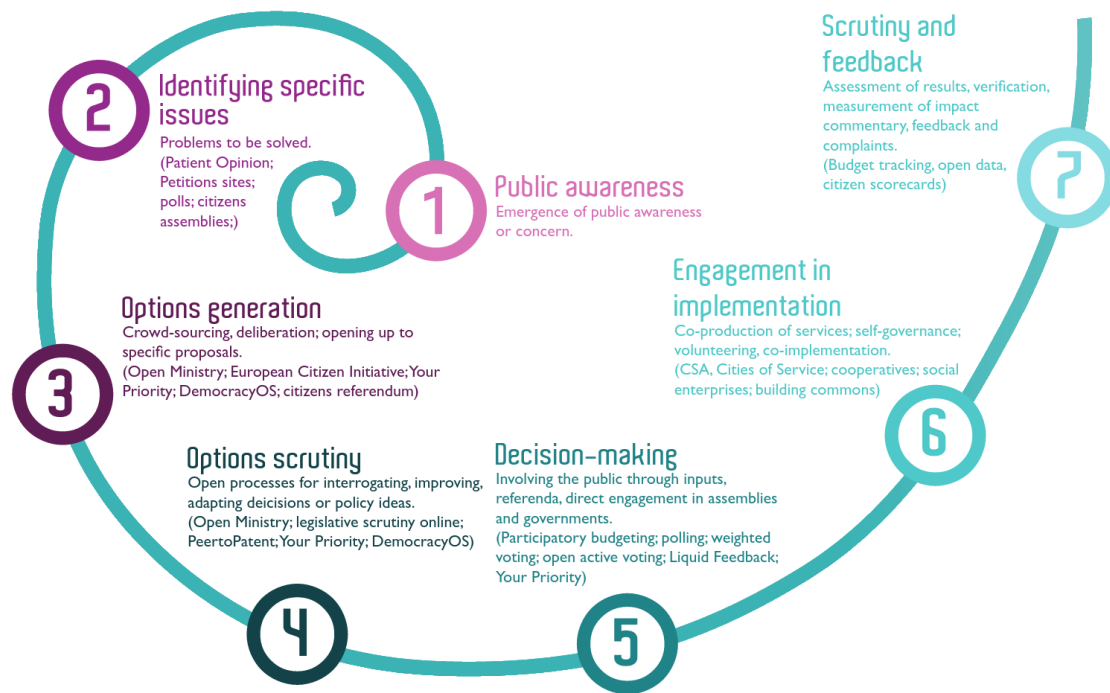 1
Public awareness
Emergence of public awareness
or concern.
2
Identifying specific
issues
Problems to be solved.
(Patient Opinion;
Petitions sites;
polls; citizens
assemblies;)
3
Options generation
Crowd-sourcing, deliberation; opening up to
specific proposals.
(Open Ministry; European Citizen Initiative; Your
Priority; DemocracyOS; citizens referendum)
4
Options scrutiny
Open processes for interrogating, improving,
adapting deicisions or policy ideas.
(Open Ministry; legislative scrutiny online;
PeertoPatent; Your Priority; DemocracyOS)
5
Decision-making
Involving the public through inputs,
referenda, direct engagement in assemblies
and governments.
(Participatory budgeting; polling; weighted
voting; open active voting; Liquid Feedback;
Your Priority)
6
Engagement in
implementation
Co-production of services; self-governance;
volunteering, co-implementation.
(CSA, Cities of Service; cooperatives; social
enterprises; building commons)
7
Scrutiny and
feedback
Assessment of results, verification,
measurement of impact
commentary, feedback and
complaints.
(Budget tracking, open data,
citizen scorecards)